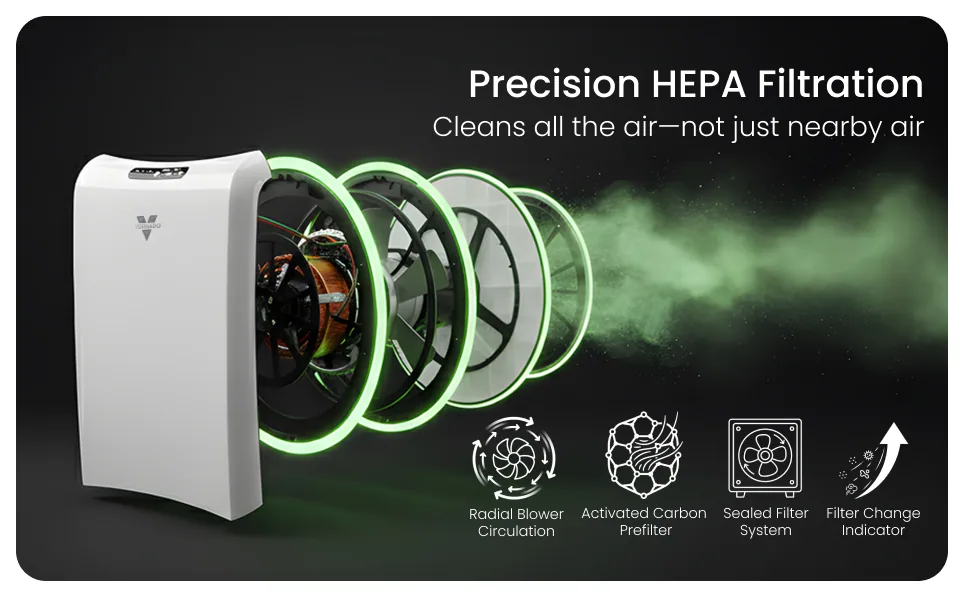 Precision HEPA Filtration
Cleans all the air—not just nearby air
VORNADO
Radial Blower
Circulation
Activated Carbon
Prefilter
Sealed Filter
System
Filter Change
Indicator